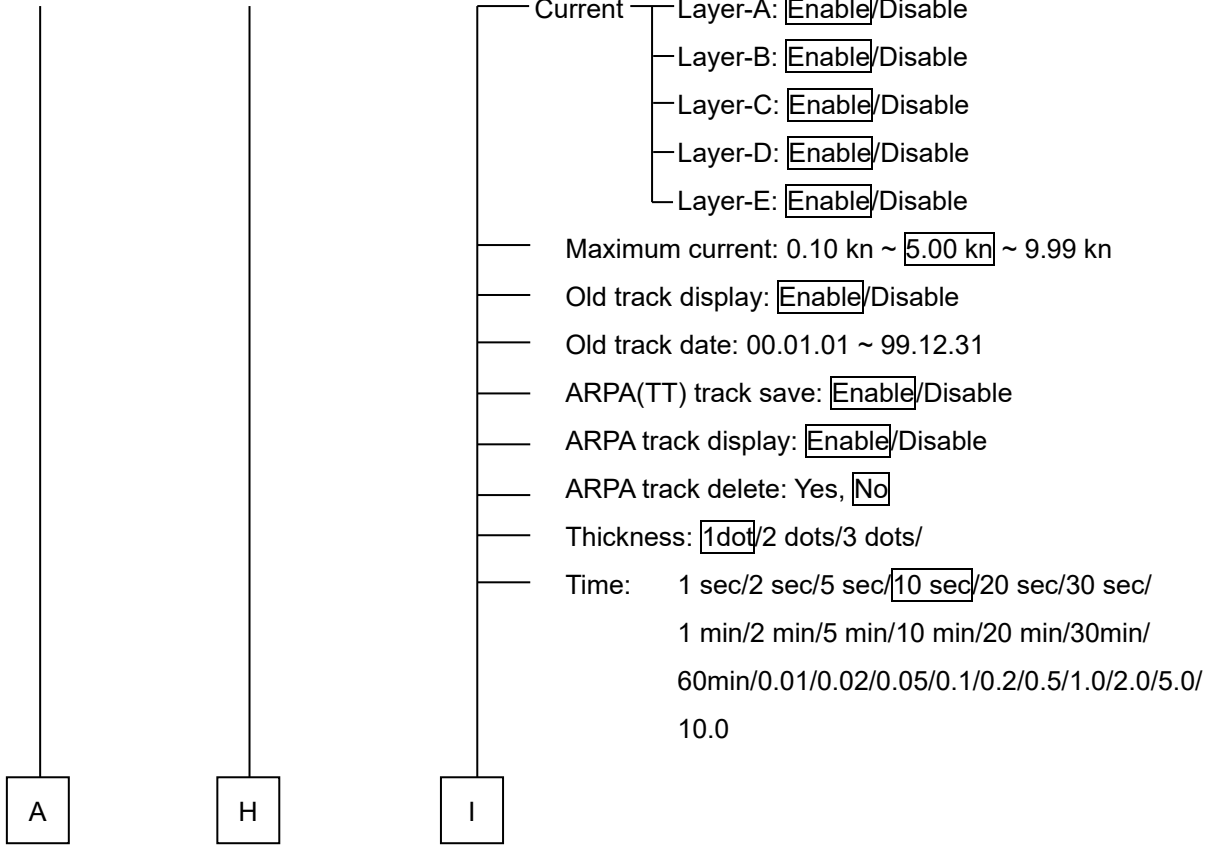 Current Layer-A: Enable/Disable
Layer-B: Enable/Disable
Layer-C: Enable/Disable
Layer-D: Enable/Disable
Layer-E: Enable/Disable
Maximum current: 0.10 kn ~ 5.00 kn ~ 9.99 kn
Old track display: Enable/Disable
Old track date: 00.01.01 ~ 99.12.31
ARPA(TT) track save: Enable/Disable
ARPA track display: Enable/Disable
ARPA track delete: Yes, No
Thickness: 1dot/2 dots/3 dots/
Time: 1 sec/2 sec/5 sec/10 sec/20 sec/30 sec/
1 min/2 min/5 min/10 min/20 min/30min/
60min/0.01/0.02/0.05/0.1/0.2/0.5/1.0/2.0/5.0/
10.0
A H I